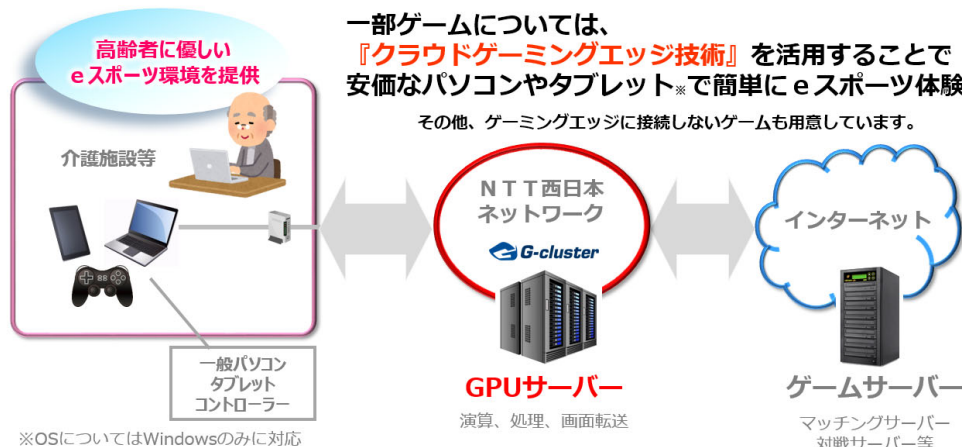 高齢者に優しい
eスポーツ環境を提供
一部ゲームについては、
『クラウドゲーミングエッジ技術』を活用することで
安価なパソコンやタブレット※で簡単にeスポーツ体験
その他、ゲーミングエッジに接続しないゲームも用意しています。
介護施設等
NTT西日本
ネットワーク
G-cluster
インターネット
一般パソコン
タブレット
コントローラー
GPUサーバー
演算、処理、画面転送
ゲームサーバー
マッチングサーバー
対戦サーバー等
※OSについてはWindowsのみに対応